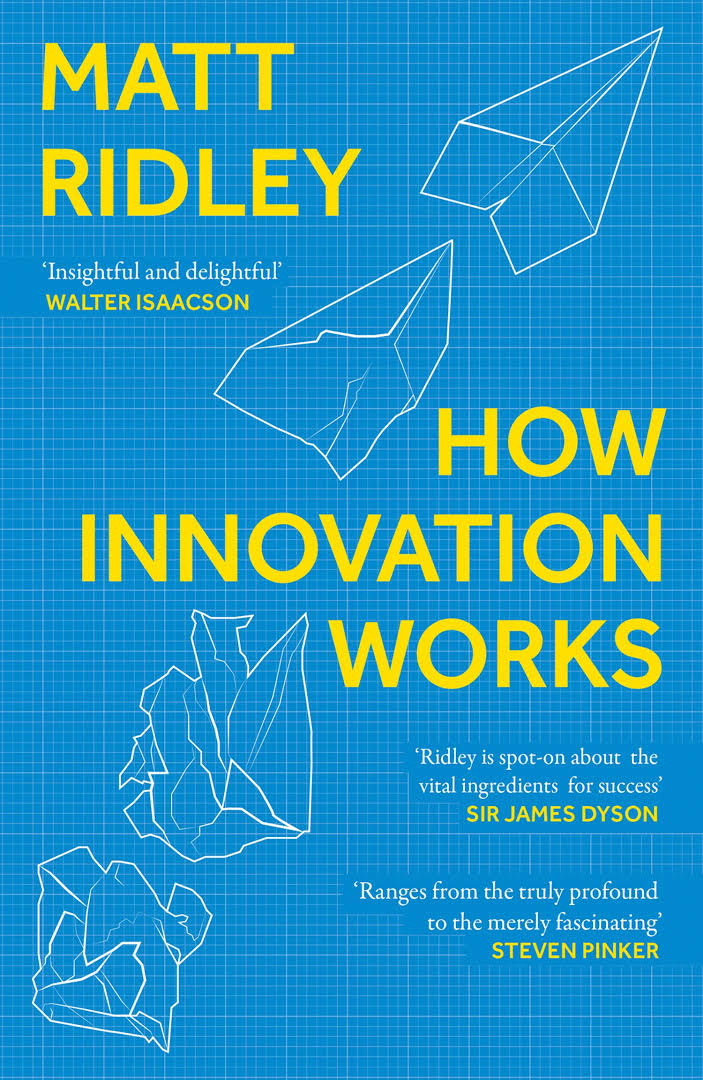 MATT
RIDLEY
‘Insightful and delightful’
WALTER ISAACSON
HOW
INNOVATION
WORKS
‘Ridley is spot-on about the
vital ingredients for success’
SIR JAMES DYSON
‘Ranges from the truly profound
to the merely fascinating’
STEVEN PINKER